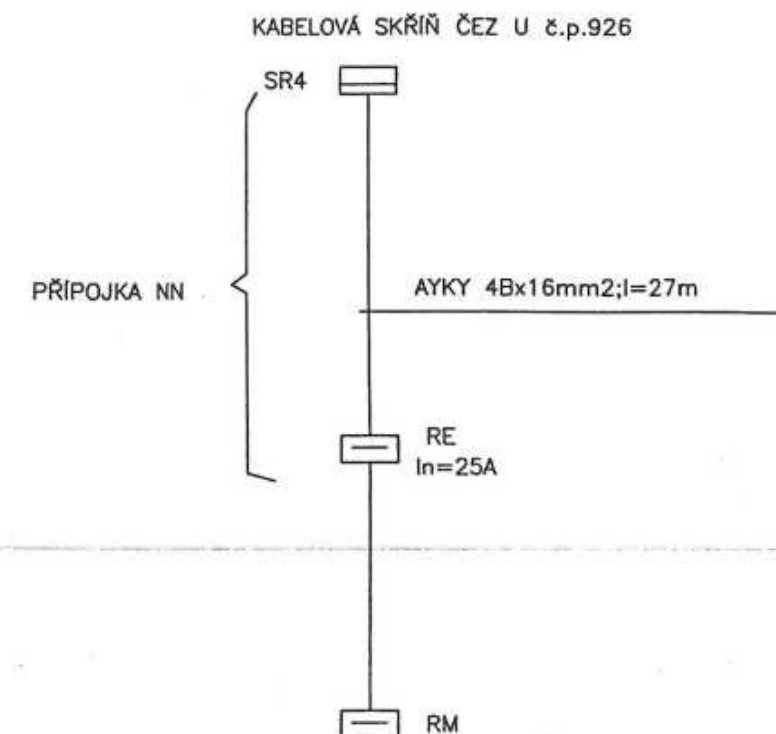 KABELOVÁ SKŘÍŇ ČEZ U č.p.926
SR4
PŘÍPOJKA NN
AYKY 4Bx16mm2;l=27m
RE
In=25A
RM